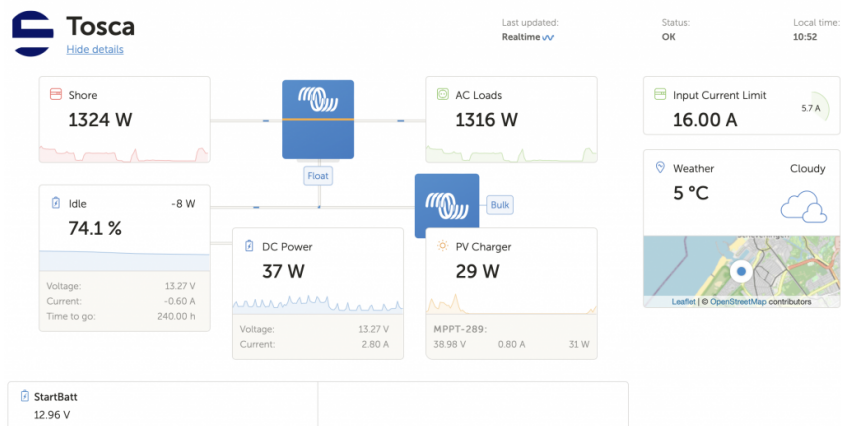 Tosca
Hide details
Last updated:
Realtime
Status:
OK
Local time:
10:52
Shore
1324 W
AC Loads
1316 W
Input Current Limit
16.00 A
5.7 A
Float
Weather
Cloudy
5 °C
Idle
-8 W
74.1 %
Bulk
Voltage: 13.27 V
Current: -0.60 A
Time to go: 240.00 h
DC Power
37 W
Voltage: 13.27 V
Current: 2.80 A
PV Charger
29 W
MPPT-289:
38.98 V 0.80 A 31 W
Leaflet | © OpenStreetMap contributors
StartBatt
12.96 V